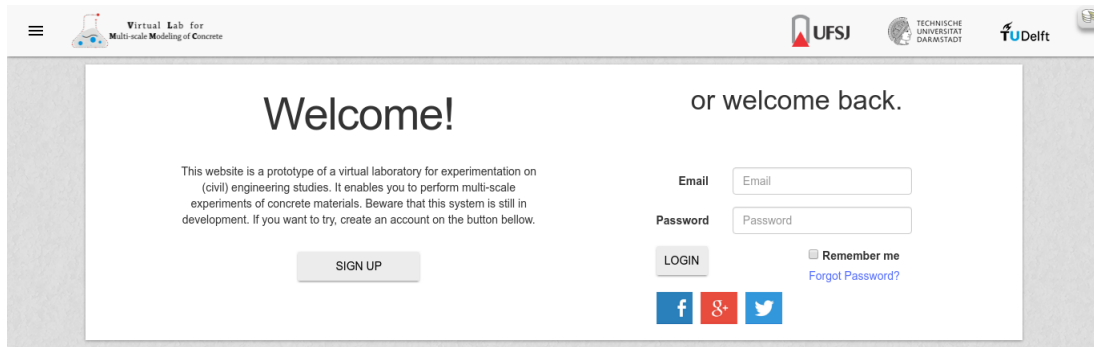 Virtual Lab for
Multi-scale Modeling of Concrete
UFSJ
TECHNISCHE
UNIVERSITÄT
DARMSTADT
TUDelft
Welcome!
This website is a prototype of a virtual laboratory for experimentation on
(civil) engineering studies. It enables you to perform multi-scale
experiments of concrete materials. Beware that this system is still in
development. If you want to try, create an account on the button bellow.
SIGN UP
or welcome back.
Email
Email
Password
Password
LOGIN
Remember me
Forgot Password?
f
g+